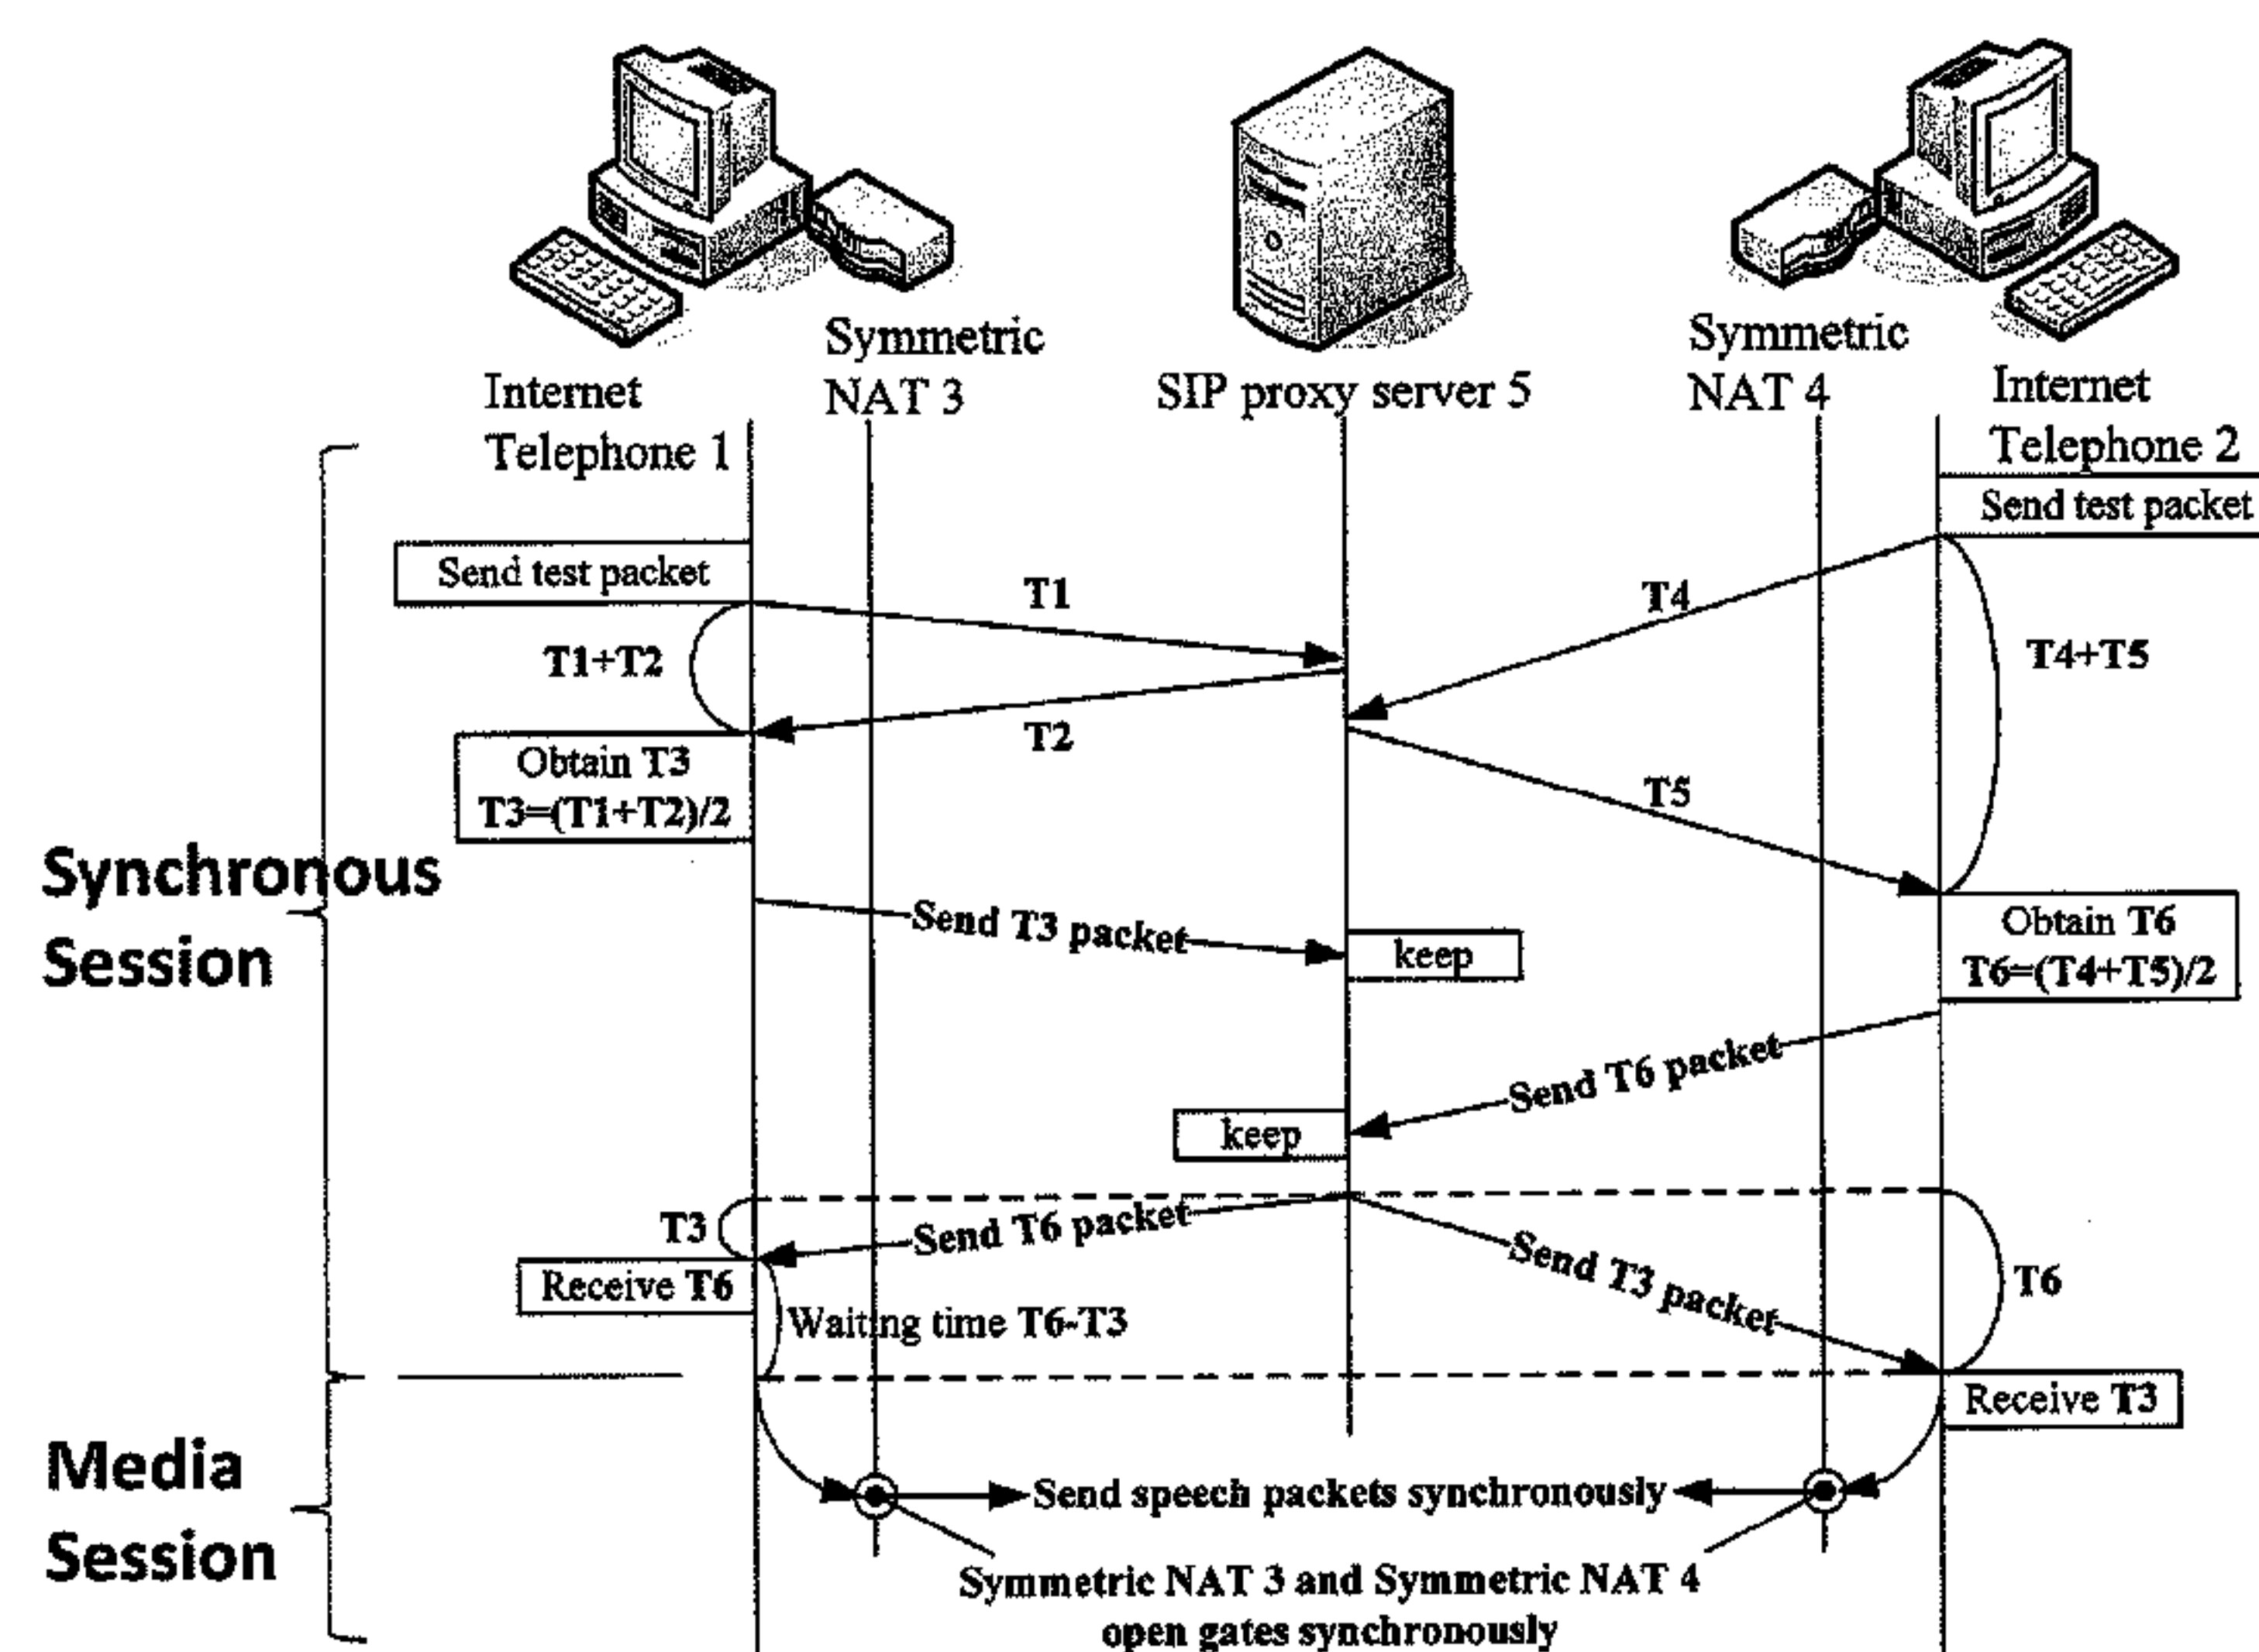 Internet
Telephone 1
Symmetric
NAT 3
SIP proxy server 5
Symmetric
NAT 4
Internet
Telephone 2
Send test packet
Send test packet
T1
T4
T1+T2
T4+T5
T2
Obtain T3
T3=(T1+T2)/2
T5
Synchronous
Session
Send T3 packet
keep
Obtain T6
T6=(T4+T5)/2
Send T6 packet
keep
T3
Send T6 packet
Send T3 packet
T6
Receive T6
Waiting time T6-T3
Receive T3
Media
Session
Send speech packets synchronously
Symmetric NAT 3 and Symmetric NAT 4
open gates synchronously